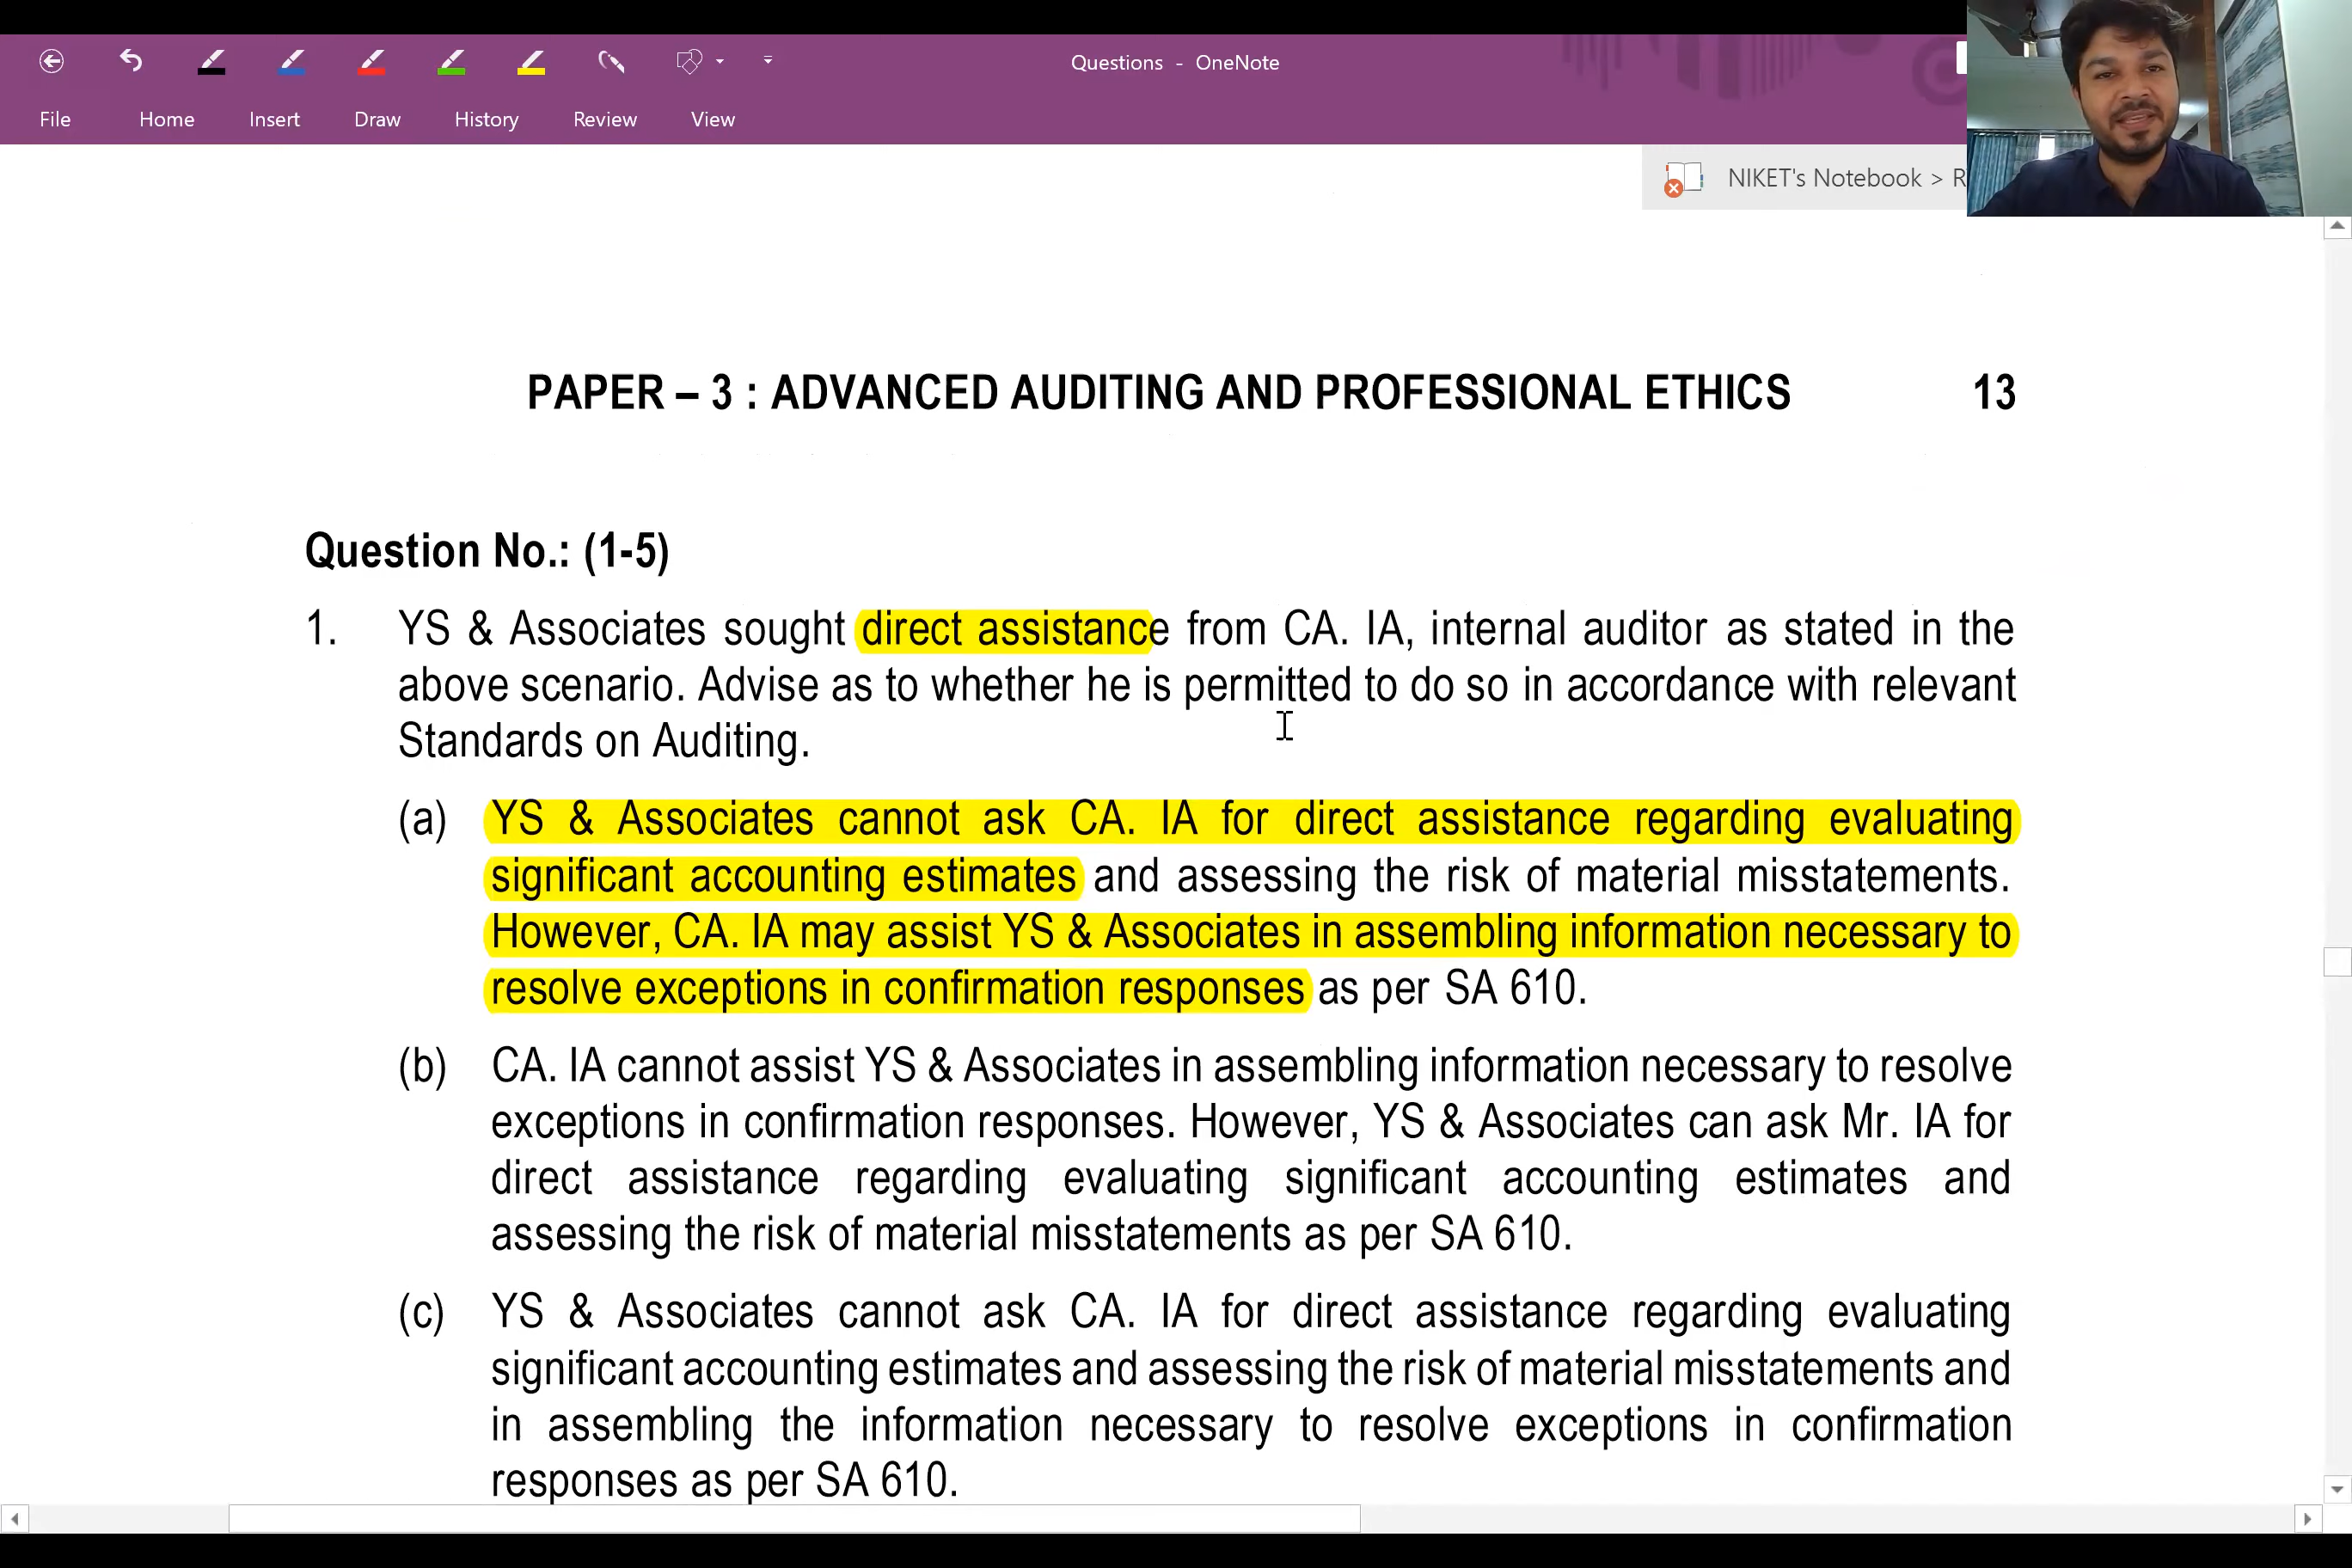 Questions - OneNote
File Home Insert Draw History Review View
NIKET's Notebook > R
PAPER – 3 : ADVANCED AUDITING AND PROFESSIONAL ETHICS 13
Question No.: (1-5)
1. YS & Associates sought direct assistance from CA. IA, internal auditor as stated in the
above scenario. Advise as to whether he is permitted to do so in accordance with relevant
Standards on Auditing.
(a) YS & Associates cannot ask CA. IA for direct assistance regarding evaluating
significant accounting estimates and assessing the risk of material misstatements.
However, CA. IA may assist YS & Associates in assembling information necessary to
resolve exceptions in confirmation responses as per SA 610.
(b) CA. IA cannot assist YS & Associates in assembling information necessary to resolve
exceptions in confirmation responses. However, YS & Associates can ask Mr. IA for
direct assistance regarding evaluating significant accounting estimates and
assessing the risk of material misstatements as per SA 610.
(c) YS & Associates cannot ask CA. IA for direct assistance regarding evaluating
significant accounting estimates and assessing the risk of material misstatements and
in assembling the information necessary to resolve exceptions in confirmation
responses as per SA 610.